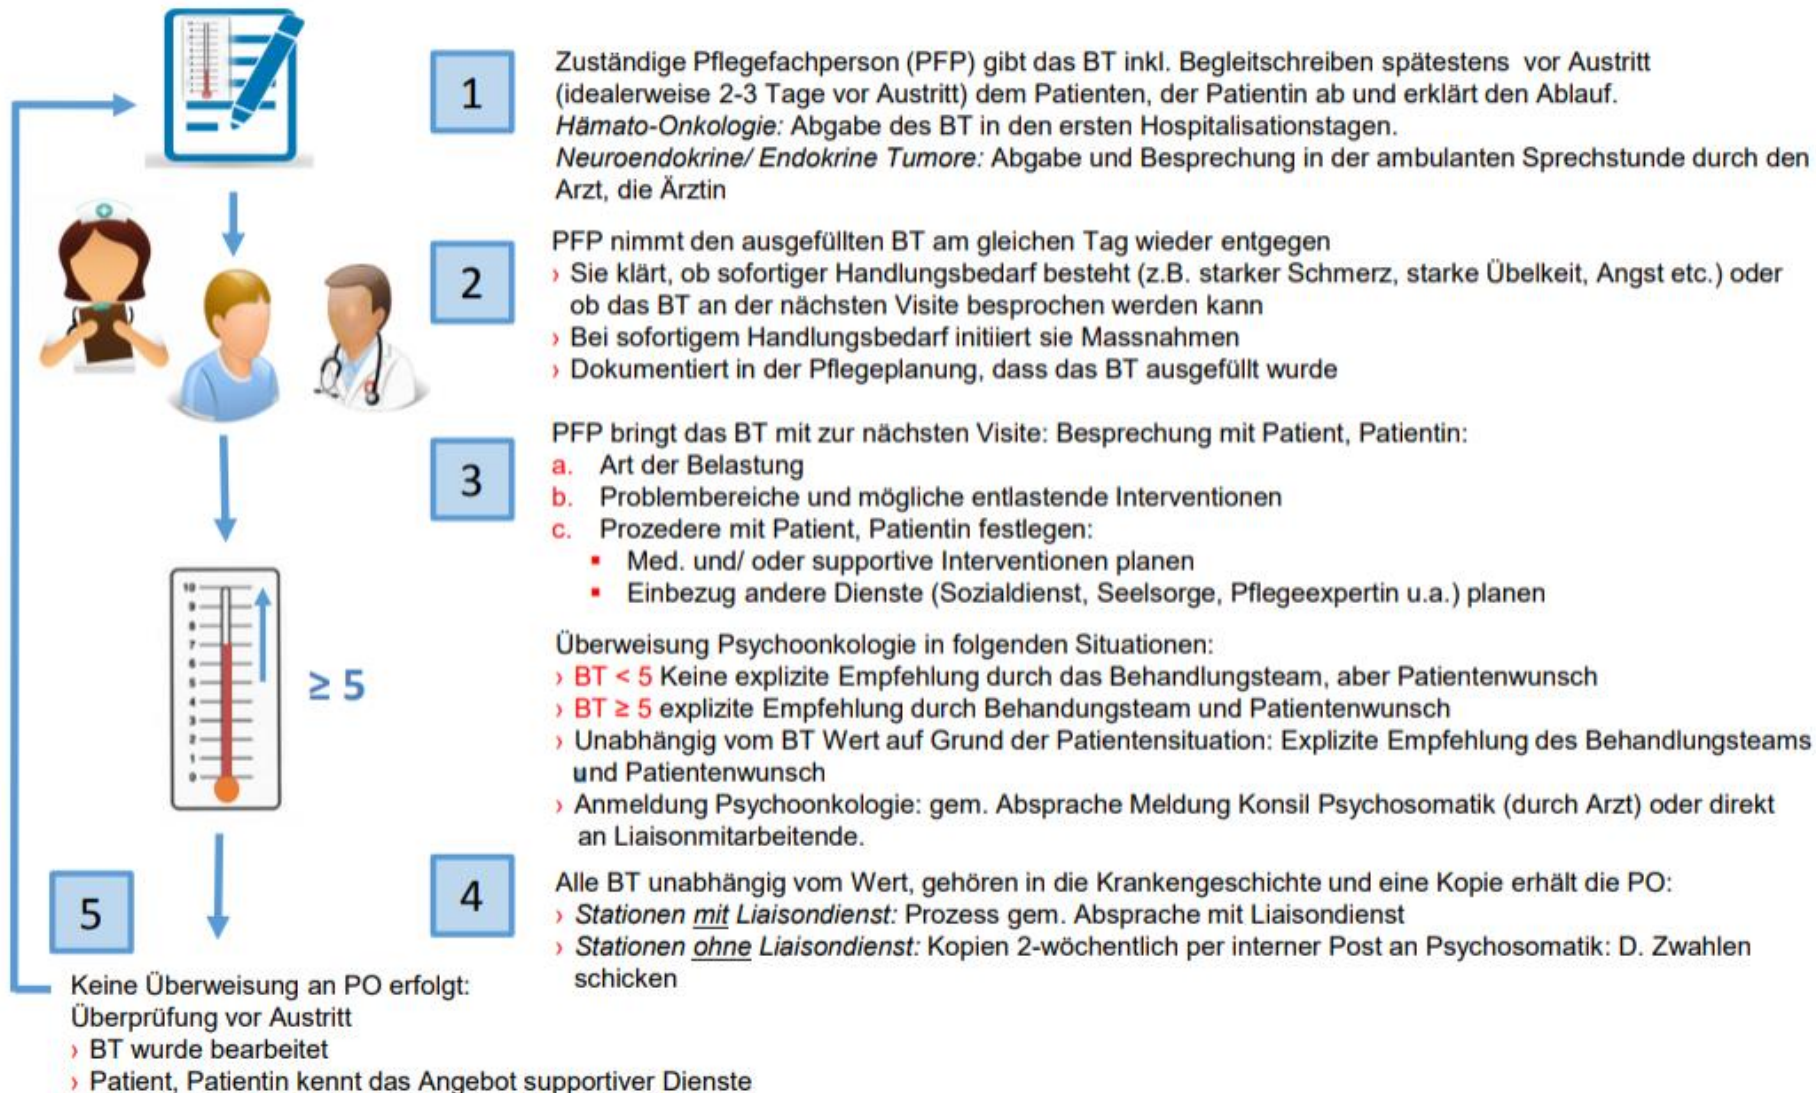 1
Zuständige Pflegefachperson (PFP) gibt das BT inkl. Begleitschreiben spätestens vor Austritt
(idealerweise 2-3 Tage vor Austritt) dem Patienten, der Patientin ab und erklärt den Ablauf.
Hämato-Onkologie: Abgabe des BT in den ersten Hospitalisationstagen.
Neuroendokrine/ Endokrine Tumore: Abgabe und Besprechung in der ambulanten Sprechstunde durch den
Arzt, die Ärztin
2
PFP nimmt den ausgefüllten BT am gleichen Tag wieder entgegen
› Sie klärt, ob sofortiger Handlungsbedarf besteht (z.B. starker Schmerz, starke Übelkeit, Angst etc.) oder
ob das BT an der nächsten Visite besprochen werden kann
› Bei sofortigem Handlungsbedarf initiiert sie Massnahmen
› Dokumentiert in der Pflegeplanung, dass das BT ausgefüllt wurde
3
PFP bringt das BT mit zur nächsten Visite: Besprechung mit Patient, Patientin:
a. Art der Belastung
b. Problembereiche und mögliche entlastende Interventionen
c. Prozedere mit Patient, Patientin festlegen:
▪ Med. und/ oder supportive Interventionen planen
▪ Einbezug andere Dienste (Sozialdienst, Seelsorge, Pflegeexpertin u.a.) planen
10
9
8
7
6
5
4
3
2
1
0
≥ 5
Überweisung Psychoonkologie in folgenden Situationen:
› BT < 5 Keine explizite Empfehlung durch das Behandlungsteam, aber Patientenwunsch
› BT ≥ 5 explizite Empfehlung durch Behandungsteam und Patientenwunsch
› Unabhängig vom BT Wert auf Grund der Patientensituation: Explizite Empfehlung des Behandlungsteams
und Patientenwunsch
› Anmeldung Psychoonkologie: gem. Absprache Meldung Konsil Psychosomatik (durch Arzt) oder direkt
an Liaisonmitarbeitende.
4
Alle BT unabhängig vom Wert, gehören in die Krankengeschichte und eine Kopie erhält die PO:
› Stationen mit Liaisondienst: Prozess gem. Absprache mit Liaisondienst
› Stationen ohne Liaisondienst: Kopien 2-wöchentlich per interner Post an Psychosomatik: D. Zwahlen
schicken
5
Keine Überweisung an PO erfolgt:
Überprüfung vor Austritt
› BT wurde bearbeitet
› Patient, Patientin kennt das Angebot supportiver Dienste